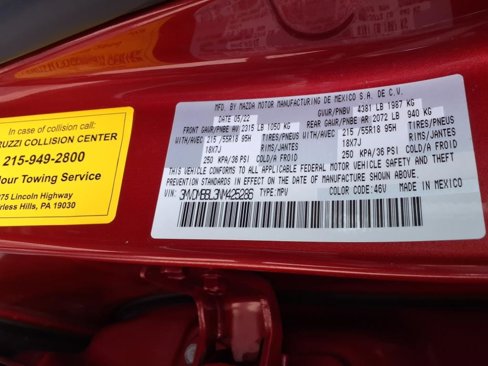 In case of collision call:
RUZZI COLLISION CENTER
215-949-2800
our Towing Service
75 Lincoln Highway
rless Hills, PA 19030
MFD. BY MAZDA MOTOR MANUFACTURING DE MEXICO S.A. DE C.V.
DATE 05/22 GVWR/PNBV 4381 LB 1987 KG
FRONT GAWR/PNBE AV 2315 LB 1050 KG REAR GAWR/PNBE AR 2072 LB 940 KG
WITH/AVEC 215/55R18 95H TIRES/PNEUS WITH/AVEC 215/55R18 95H TIRES/PNEUS
18X7J RIMS/JANTES 18X7J RIMS/JANTES
250 KPA/36 PSI COLD/A FROID 250 KPA/36 PSI COLD/A FROID
THIS VEHICLE CONFORMS TO ALL APPLICABLE FEDERAL MOTOR VEHICLE SAFETY AND THEFT
PREVENTION STANDARDS IN EFFECT ON THE DATE OF MANUFACTURE SHOWN ABOVE.
VIN: TYPE:MPV COLOR CODE:46V MADE IN MEXICO